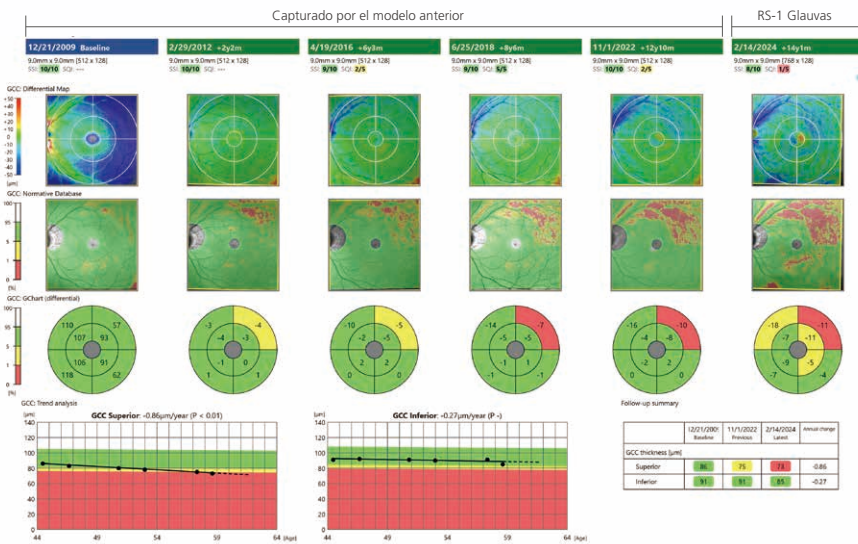 Capturado por el modelo anterior
RS-1 Glauvas
12/21/2009 Baseline
2/29/2012 +2y2m
4/19/2016 +6y3m
6/25/2018 +8y6m
11/1/2022 +12y10m
2/14/2024 +14y1m
9.0mm x 9.0mm [512 x 128]
9.0mm x 9.0mm [512 x 128]
9.0mm x 9.0mm [512 x 128]
9.0mm x 9.0mm [512 x 128]
9.0mm x 9.0mm [512 x 128]
9.0mm x 9.0mm [768 x 128]
SSI: 10/10 SQI: ---
SSI: 10/10 SQI: ---
SSI: 9/10 SQI: 2/5
SSI: 9/10 SQI: 5/5
SSI: 10/10 SQI: 2/5
SSI: 8/10 SQI: 1/5
GCC: Differential Map
+50
+40
+30
+20
+10
0
-10
-20
-30
-40
-50
[μm]
GCC: Normative Database
100
95
5
1
0
[%]
GCC: GChart (differential)
100
95
5
1
0
[%]
110 57
107 93
106 91
118 62
-3 -4
-4 -3
-1 0
1 1
-10 -5
-5 -5
2 2
1 1
-14 -7
-2 -5
2 0
-1 -1
-16 -10
-4 -8
0 -2
-1 0
-18 -11
-7 -11
-9 -5
-7 -4
GCC: Trend analysis
Follow-up summary
[μm] GCC Superior: -0.86μm/year (P < 0.01)
140
120
100
80
60
40
20
0
44 49 54 59 64 [Age]
[μm] GCC Inferior: -0.27μm/year (P -)
140
120
100
80
60
40
20
0
44 49 54 59 64 [Age]
12/21/2009 Baseline
11/1/2022 Previous
2/14/2024 Latest
Annual change
GCC thickness [μm]
Superior 86 75 73 -0.86
Inferior 91 91 85 -0.27